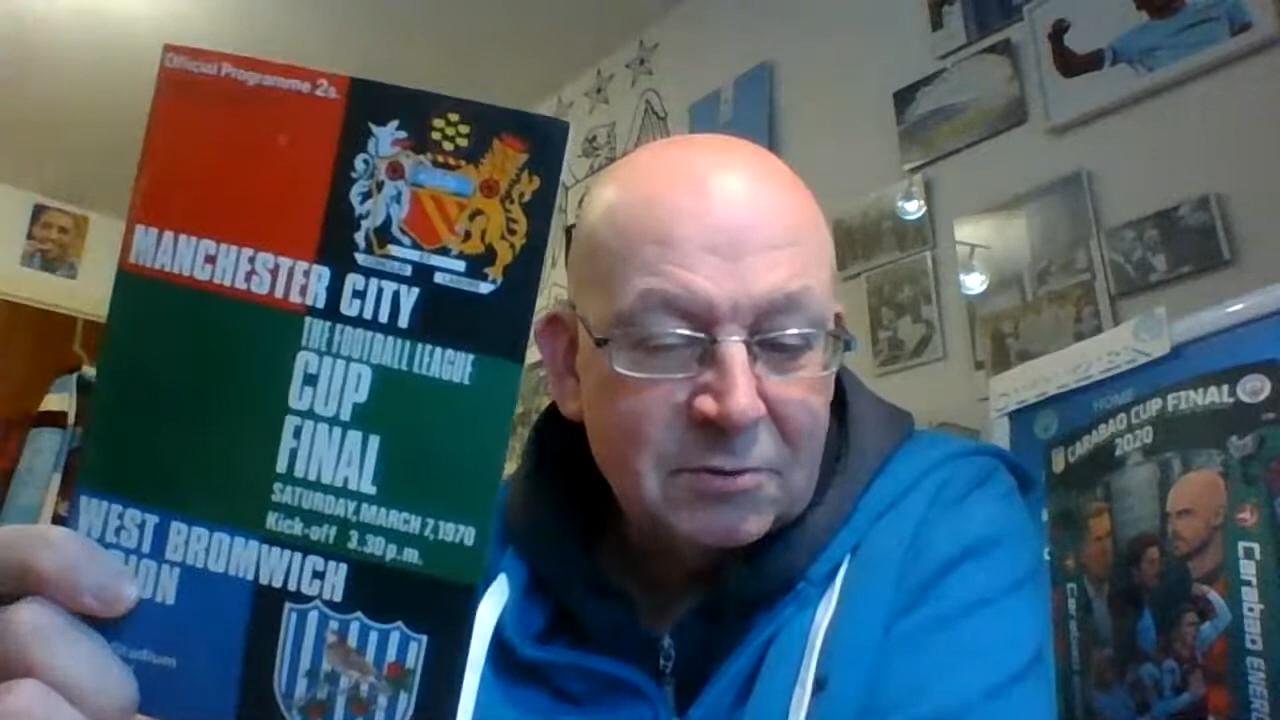 Official Programme 2s.
MANCHESTER CITY
THE FOOTBALL LEAGUE
CUP
FINAL
SATURDAY, MARCH 7, 1970
Kick-off 3.30 p.m.
WEST BROMWICH
HOME
CARABAO CUP FINAL
2020
Carabao ENERG